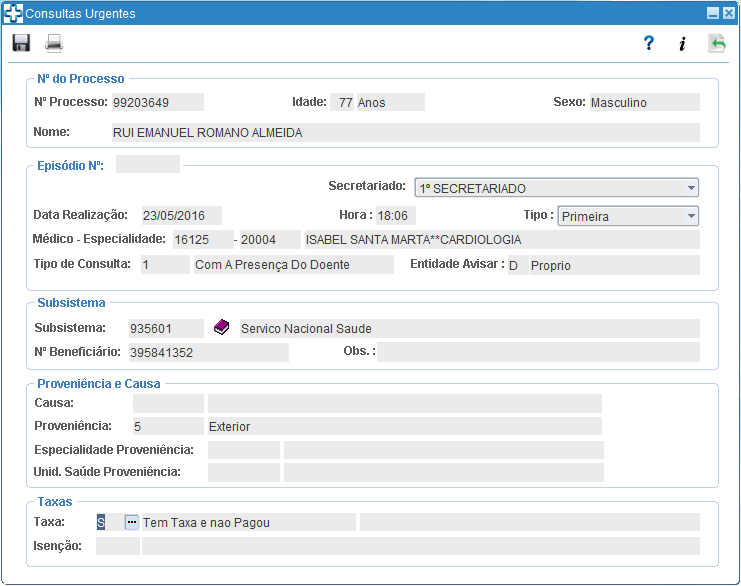 Consultas Urgentes
? i
Nº do Processo
Nº Processo: 99203649 Idade: 77 Anos Sexo: Masculino
Nome: RUI EMANUEL ROMANO ALMEIDA
Episódio Nº:
Secretariado: 1º SECRETARIADO
Data Realização: 23/05/2016 Hora : 18:06 Tipo : Primeira
Médico - Especialidade: 16125 - 20004 ISABEL SANTA MARTA**CARDIOLOGIA
Tipo de Consulta: 1 Com A Presença Do Doente Entidade Avisar : D Proprio
Subsistema
Subsistema: 935601 Servico Nacional Saude
Nº Beneficiário: 395841352 Obs. :
Proveniência e Causa
Causa:
Proveniência: 5 Exterior
Especialidade Proveniência:
Unid. Saúde Proveniência:
Taxas
Taxa: S ... Tem Taxa e nao Pagou
Isenção: